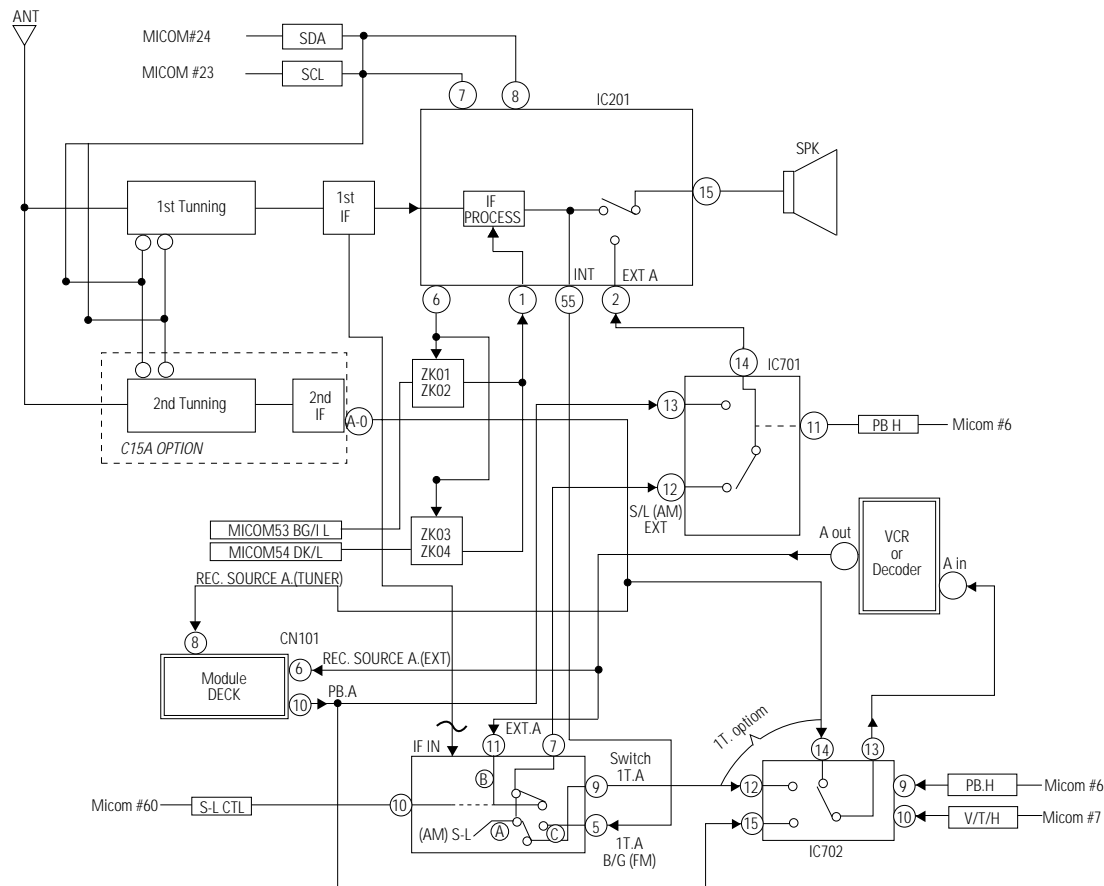 ANT
MICOM#24
SDA
MICOM #23
SCL
7
8
IC201
SPK
1st Tunning
1st
IF
IF
PROCESS
15
INT
EXT A
6
1
55
2
14
IC701
ZK01
ZK02
2nd Tunning
2nd
IF
A-0
C15A OPTION
13
11
PB H
Micom #6
12
S/L (AM)
EXT
MICOM53 BG/I L
MICOM54 DK/L
ZK03
ZK04
A out
VCR
or
Decoder
A in
REC. SOURCE A.(TUNER)
8
CN101
6
REC. SOURCE A.(EXT)
Module
DECK
10
PB.A
1T. optiom
IF IN
EXT.A
11
7
Switch
1T.A
14
13
B
9
12
9
PB.H
Micom #6
Micom #60
S-L CTL
10
(AM) S-L
A
C
5
15
10
V/T/H
Micom #7
1T.A
B/G (FM)
IC702